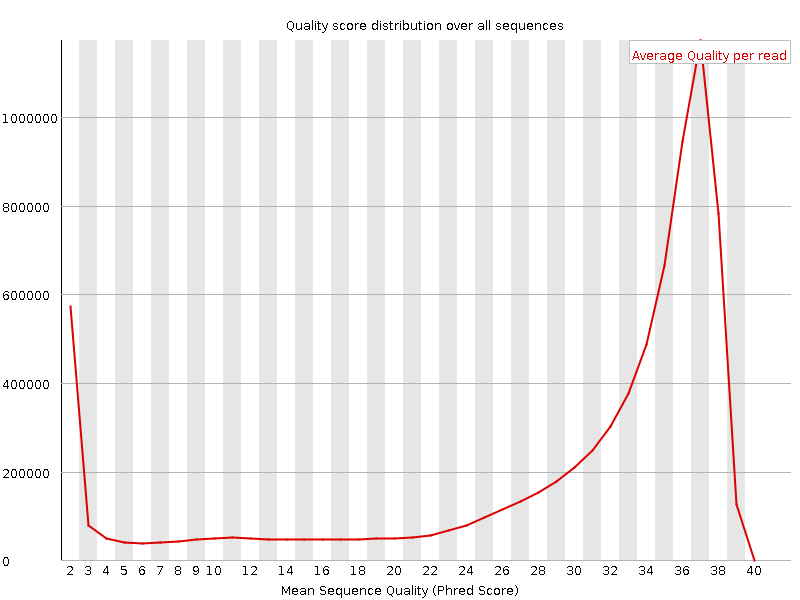 Quality score distribution over all sequences
Average Quality per read
1000000
800000
600000
400000
200000
0
2 3 4 5 6 7 8 9 10 12 14 16 18 20 22 24 26 28 30 32 34 36 38 40
Mean Sequence Quality (Phred Score)